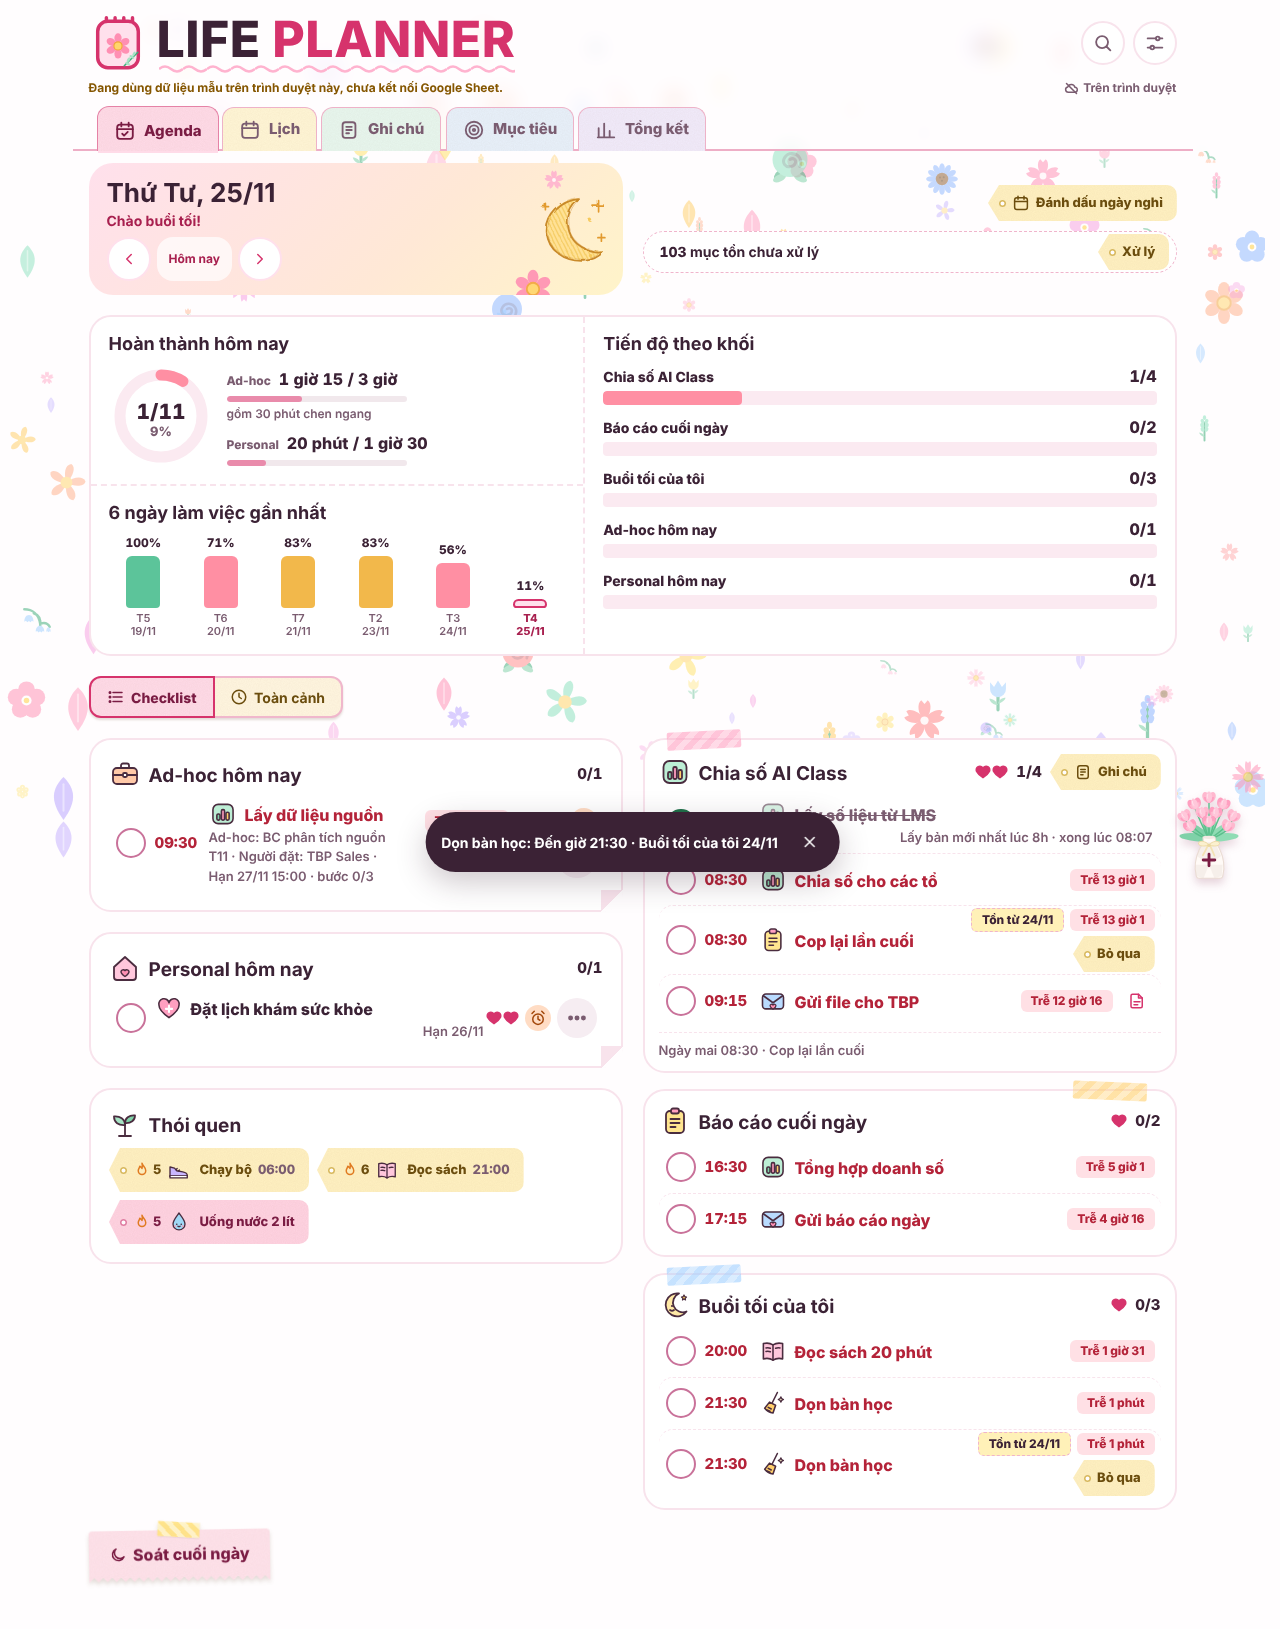 LIFE PLANNER
Đang dùng dữ liệu mẫu trên trình duyệt này, chưa kết nối Google Sheet.
Trên trình duyệt
Agenda
Lịch
Ghi chú
Mục tiêu
Tổng kết
Thứ Tư, 25/11
Chào buổi tối!
Hôm nay
Đánh dấu ngày nghỉ
103 mục tồn chưa xử lý
Xử lý
Hoàn thành hôm nay
1/11
9%
Ad-hoc 1 giờ 15 / 3 giờ
gồm 30 phút chen ngang
Personal 20 phút / 1 giờ 30
6 ngày làm việc gần nhất
100% 71% 83% 83% 56% 11%
T5 T6 T7 T2 T3 T4
19/11 20/11 21/11 23/11 24/11 25/11
Tiến độ theo khối
Chia số AI Class 1/4
Báo cáo cuối ngày 0/2
Buổi tối của tôi 0/3
Ad-hoc hôm nay 0/1
Personal hôm nay 0/1
Checklist
Toàn cảnh
Ad-hoc hôm nay 0/1
09:30
Lấy dữ liệu nguồn
Ad-hoc: BC phân tích nguồn
T11 · Người đặt: TBP Sales ·
Hạn 27/11 15:00 · bước 0/3
Personal hôm nay 0/1
Đặt lịch khám sức khỏe
Hạn 26/11
Thói quen
5 Chạy bộ 06:00
6 Đọc sách 21:00
5 Uống nước 2 lít
Chia số AI Class 1/4 Ghi chú
Lấy số liệu từ LMS
Lấy bản mới nhất lúc 8h · xong lúc 08:07
Dọn bàn học: Đến giờ 21:30 · Buổi tối của tôi 24/11
08:30 Chia số cho các tổ Trễ 13 giờ 1
08:30 Cop lại lần cuối Tồn từ 24/11 Trễ 13 giờ 1
Bỏ qua
09:15 Gửi file cho TBP Trễ 12 giờ 16
Ngày mai 08:30 · Cop lại lần cuối
Báo cáo cuối ngày 0/2
16:30 Tổng hợp doanh số Trễ 5 giờ 1
17:15 Gửi báo cáo ngày Trễ 4 giờ 16
Buổi tối của tôi 0/3
20:00 Đọc sách 20 phút Trễ 1 giờ 31
21:30 Dọn bàn học Trễ 1 phút
21:30 Dọn bàn học Tồn từ 24/11 Trễ 1 phút
Bỏ qua
Soát cuối ngày